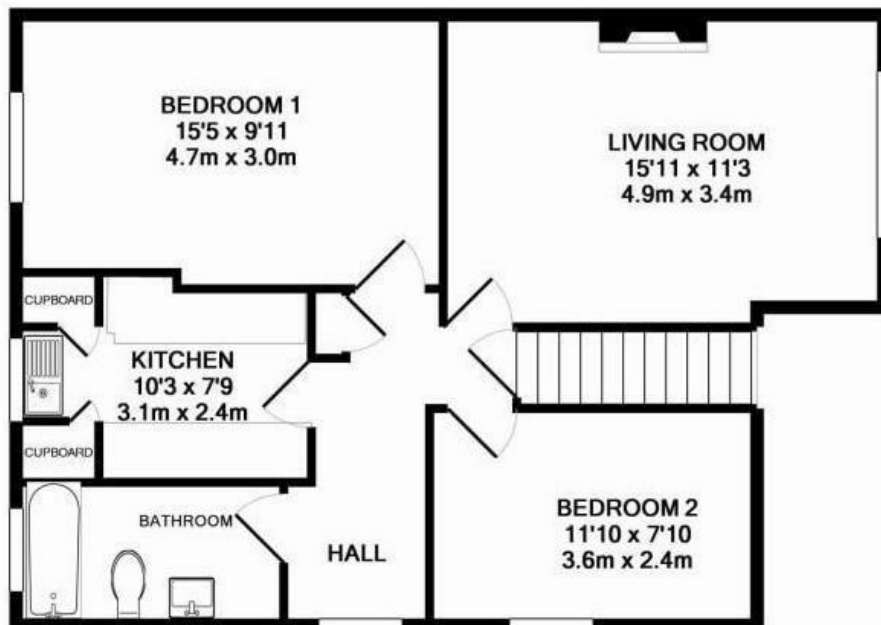 BEDROOM 1
15'5 x 9'11
4.7m x 3.0m
LIVING ROOM
15'11 x 11'3
4.9m x 3.4m
CUPBOARD
KITCHEN
10'3 x 7'9
3.1m x 2.4m
CUPBOARD
BATHROOM
HALL
BEDROOM 2
11'10 x 7'10
3.6m x 2.4m